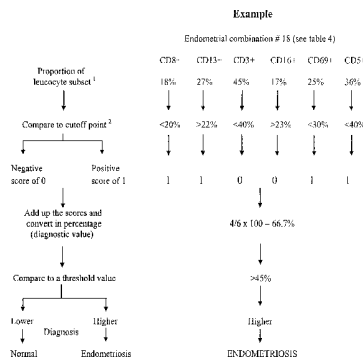 Example
Endometrial combination # 18 (see table 4)
CD8+ CD13+ CD3+ CD16+ CD69+ CD5+
Proportion of
leucocyte subset 1
18% 27% 45% 17% 25% 36%
Compare to cutoff point 2
<20% >22% <40% >23% <30% <40%
Negative
score of 0
Positive
score of 1
1 1 0 0 1 1
Add up the scores and
convert in percentage
(diagnostic value)
4/6 x 100 – 66.7%
Compare to a threshold value
>45%
Lower Higher
Diagnosis
Higher
Normal Endometriosis
ENDOMETRIOSIS